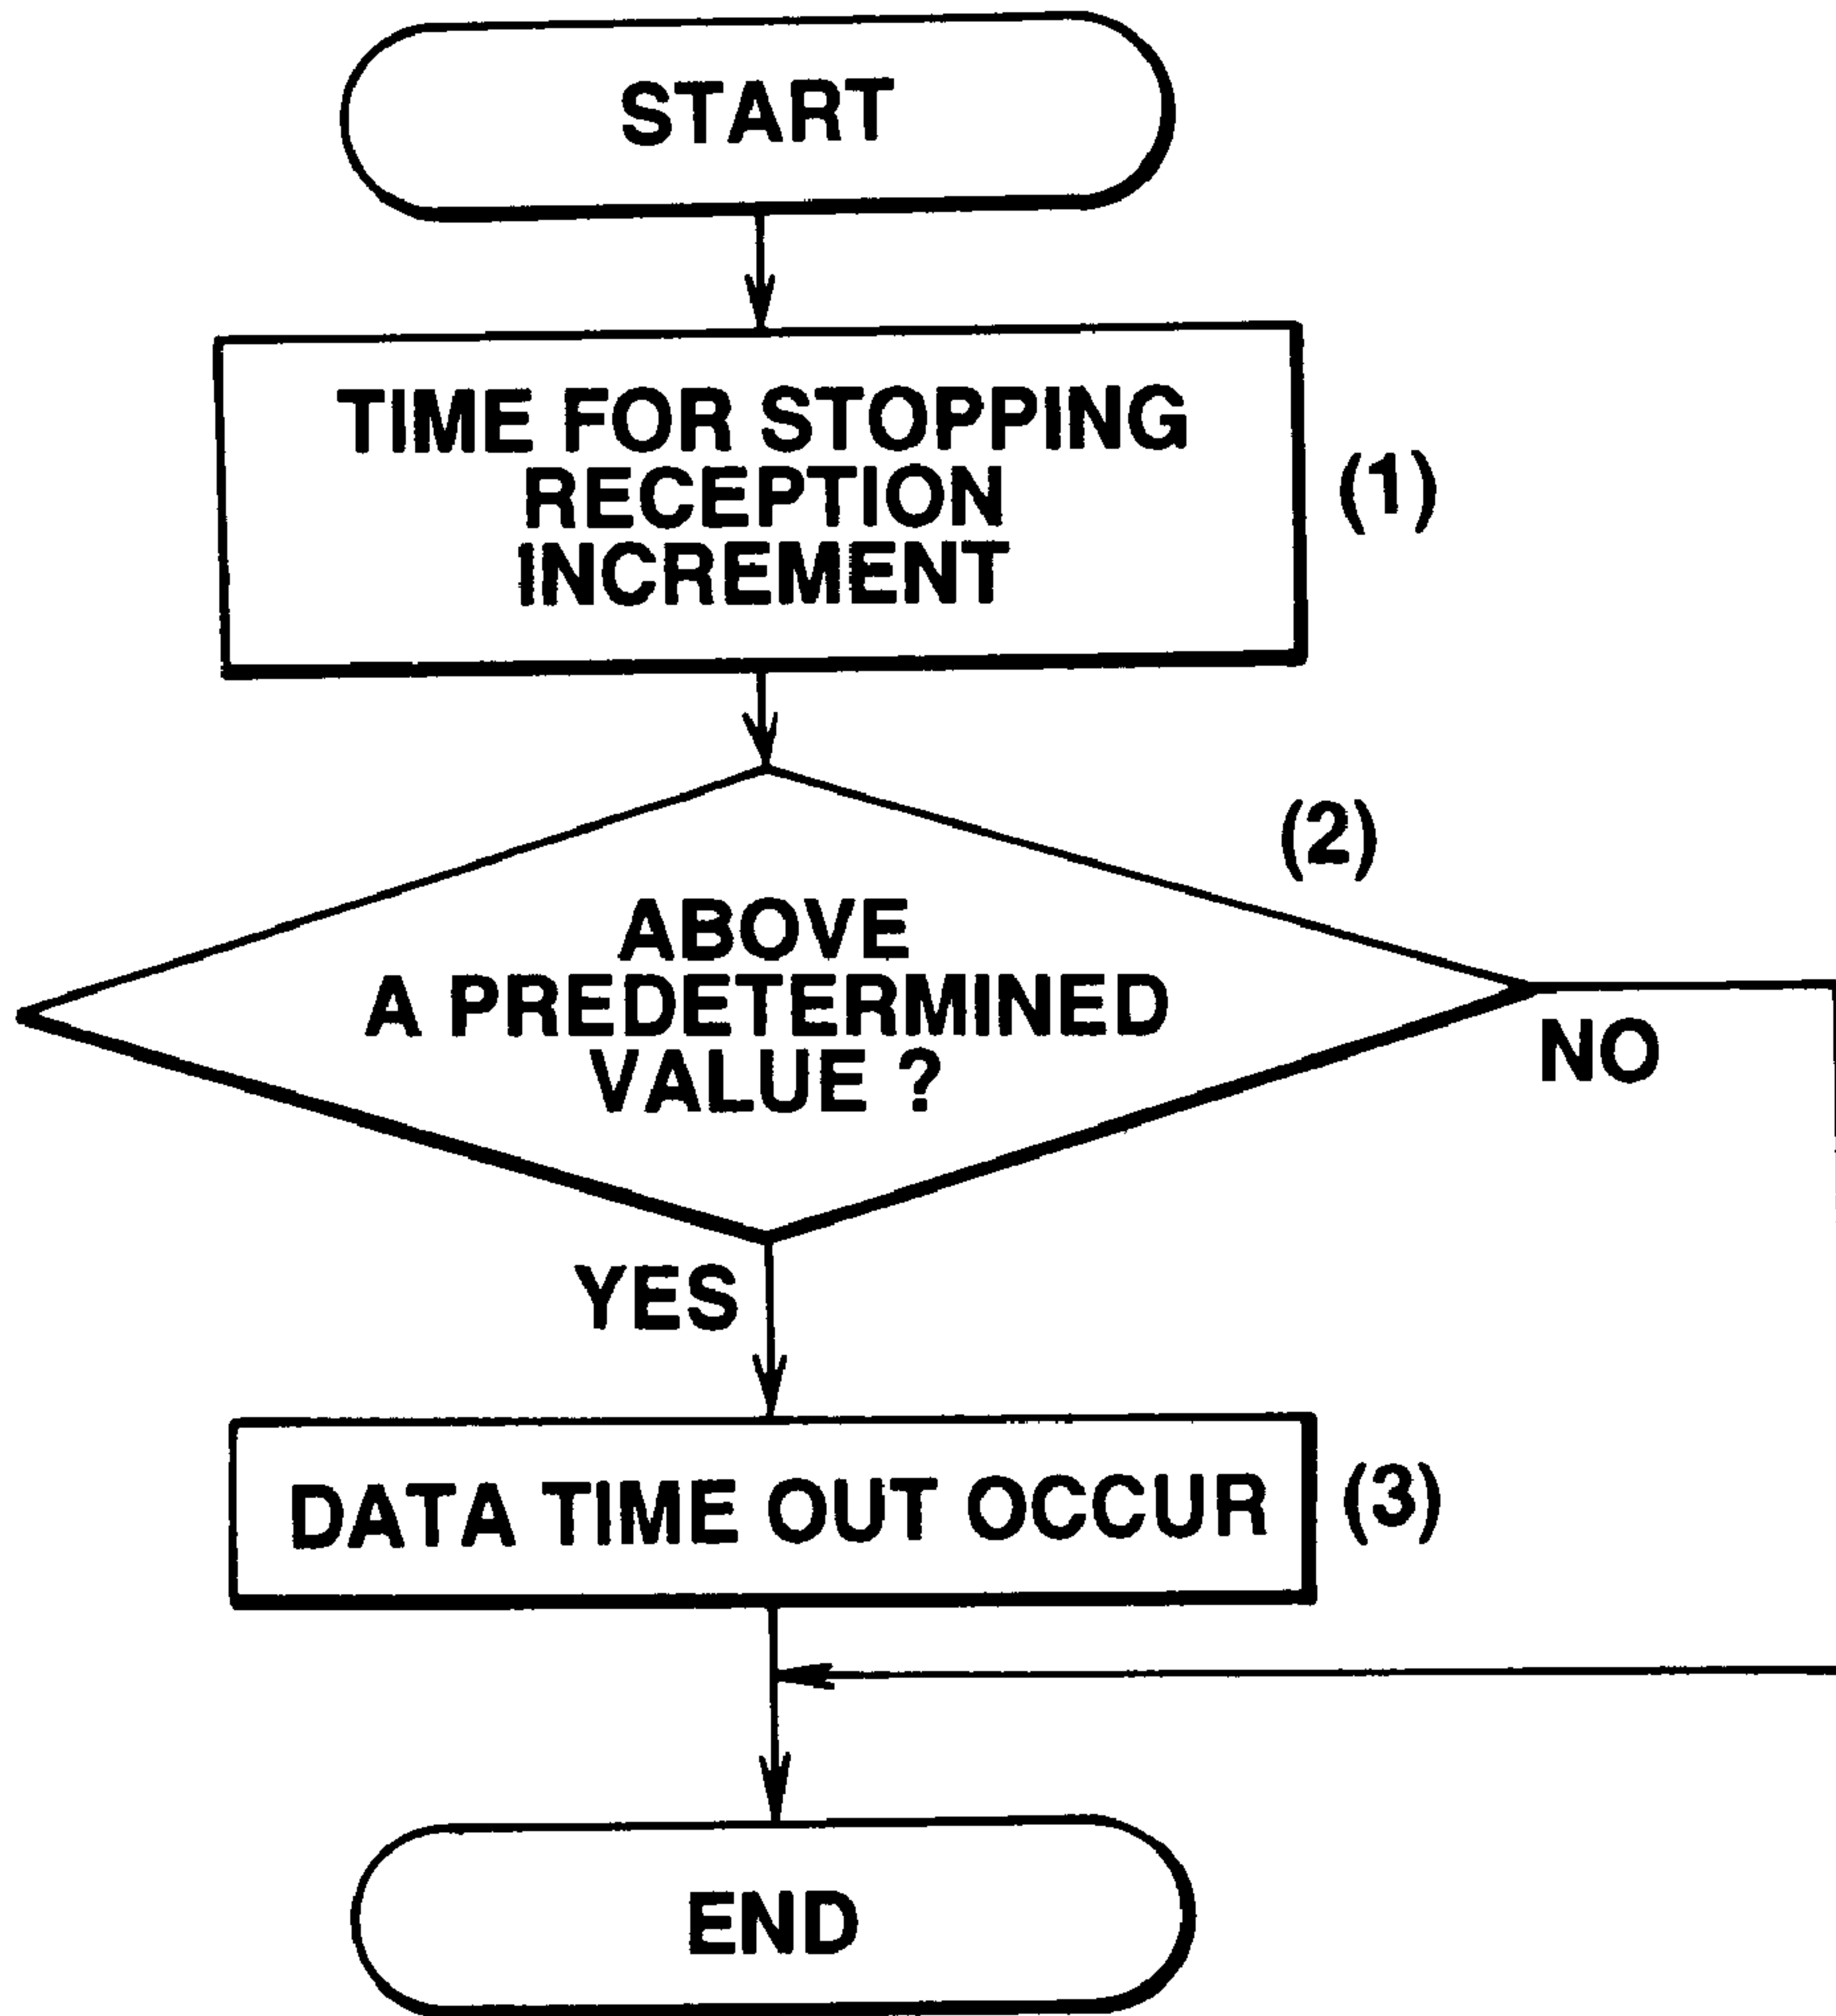 START
TIME FOR STOPPING
RECEPTION
INCREMENT
(1)
(2)
ABOVE
A PREDETERMINED
VALUE ?
NO
YES
DATA TIME OUT OCCUR
(3)
END